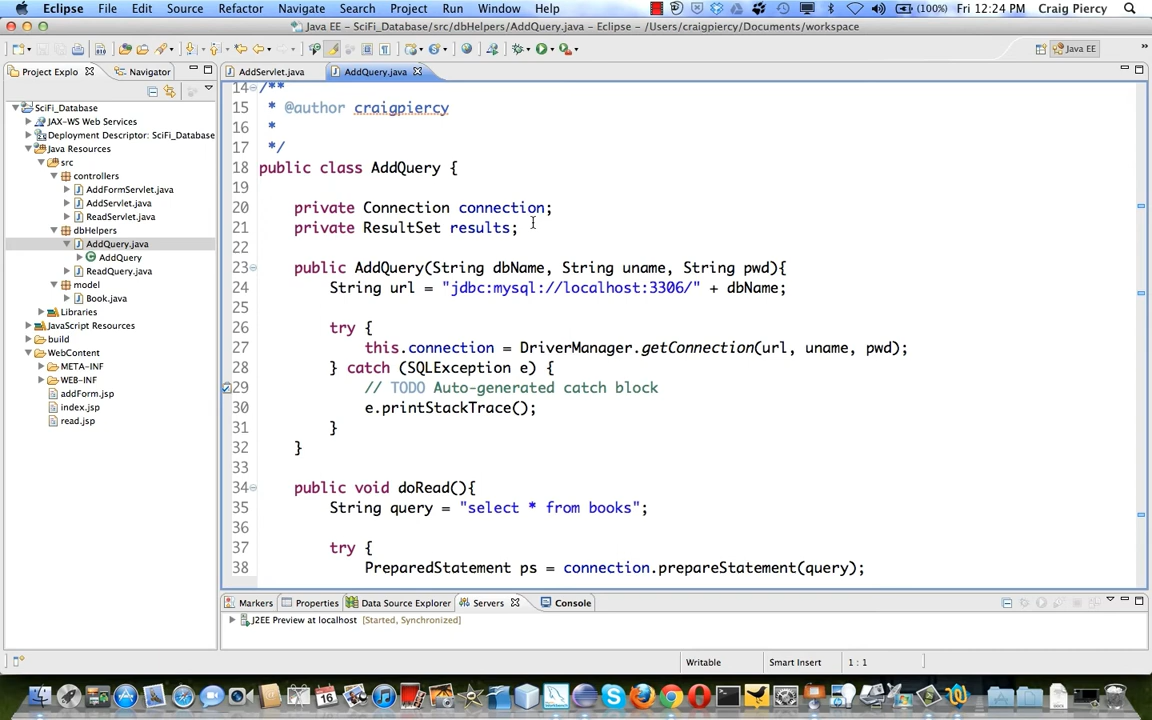 Eclipse File Edit Source Refactor Navigate Search Project Run Window Help (100%) Fri 12:24 PM Craig Piercy
Java EE - SciFi_Database/src/dbHelpers/AddQuery.java - Eclipse - /Users/craigpiercy/Documents/workspace
Java EE
Project Explo Navigator
AddServlet.java AddQuery.java
SciFi_Database
JAX-WS Web Services
Deployment Descriptor: SciFi_Database
Java Resources
src
controllers
AddFormServlet.java
AddServlet.java
ReadServlet.java
dbHelpers
AddQuery.java
AddQuery
ReadQuery.java
model
Book.java
Libraries
JavaScript Resources
build
WebContent
META-INF
WEB-INF
addForm.jsp
index.jsp
read.jsp
14 /**
15 * @author craigpiercy
16 *
17 */
18 public class AddQuery {
19
20 private Connection connection;
21 private ResultSet results;
22
23 public AddQuery(String dbName, String uname, String pwd){
24 String url = "jdbc:mysql://localhost:3306/" + dbName;
25
26 try {
27 this.connection = DriverManager.getConnection(url, uname, pwd);
28 } catch (SQLException e) {
29 // TODO Auto-generated catch block
30 e.printStackTrace();
31 }
32 }
33
34 public void doRead(){
35 String query = "select * from books";
36
37 try {
38 PreparedStatement ps = connection.prepareStatement(query);
Markers Properties Data Source Explorer Servers Console
J2EE Preview at localhost [Started, Synchronized]
Writable Smart Insert 1 : 1